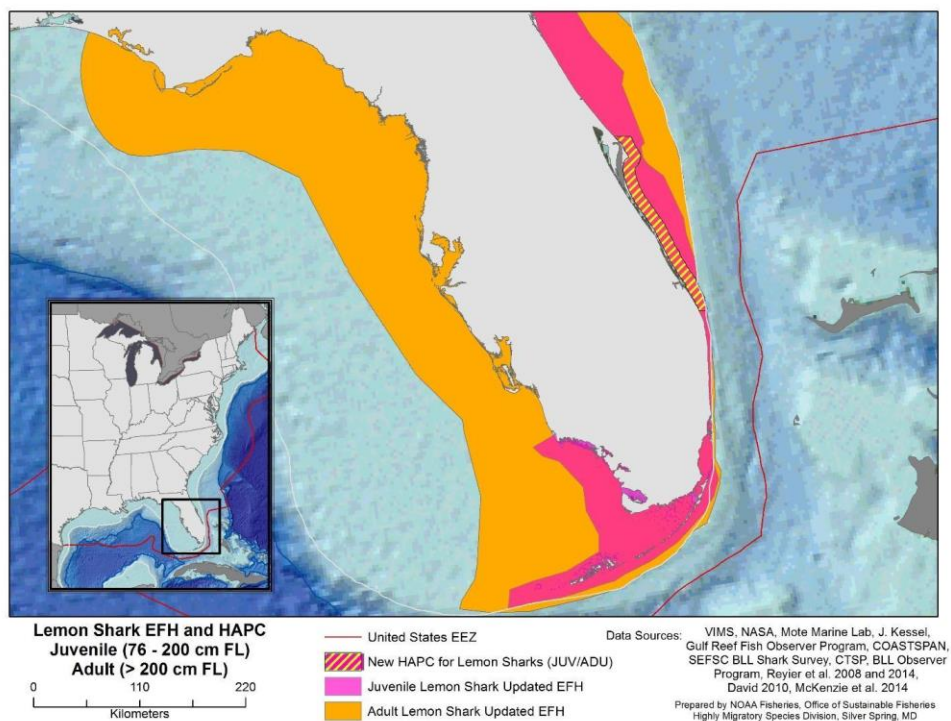 Lemon Shark EFH and HAPC
Juvenile (76 - 200 cm FL)
Adult (> 200 cm FL)
0 110 220
Kilometers
United States EEZ
New HAPC for Lemon Sharks (JUV/ADU)
Juvenile Lemon Shark Updated EFH
Adult Lemon Shark Updated EFH
Data Sources: VIMS, NASA, Mote Marine Lab, J. Kessel,
Gulf Reef Fish Observer Program, COASTSPAN,
SEFSC BLL Shark Survey, CTSP, BLL Observer
Program, Reyier et al. 2008 and 2014,
David 2010, McKenzie et al. 2014
Prepared by NOAA Fisheries, Office of Sustainable Fisheries
Highly Migratory Species Division, Silver Spring, MD